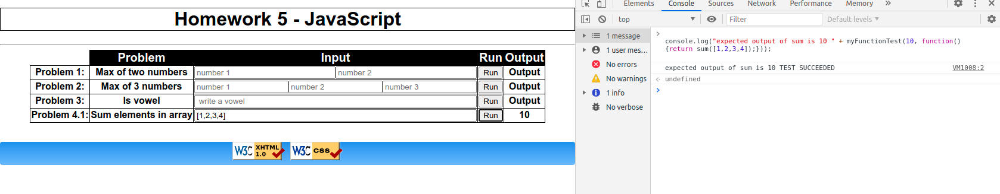 Homework 5 - JavaScript
Problem Input Run Output
Problem 1: Max of two numbers number 1 number 2 Run Output
Problem 2: Max of 3 numbers number 1 number 2 number 3 Run Output
Problem 3: Is vowel write a vowel Run Output
Problem 4.1: Sum elements in array [1,2,3,4] Run 10
W3C XHTML 1.0 W3C css
Elements Console Sources Network Performance Memory »
top Filter Default levels
1 message
1 user mes...
No errors
No warnings
1 info
No verbose
console.log("expected output of sum is 10 " + myFunctionTest(10, function()
{return sum([1,2,3,4]);}));
expected output of sum is 10 TEST SUCCEEDED VM1008:2
undefined